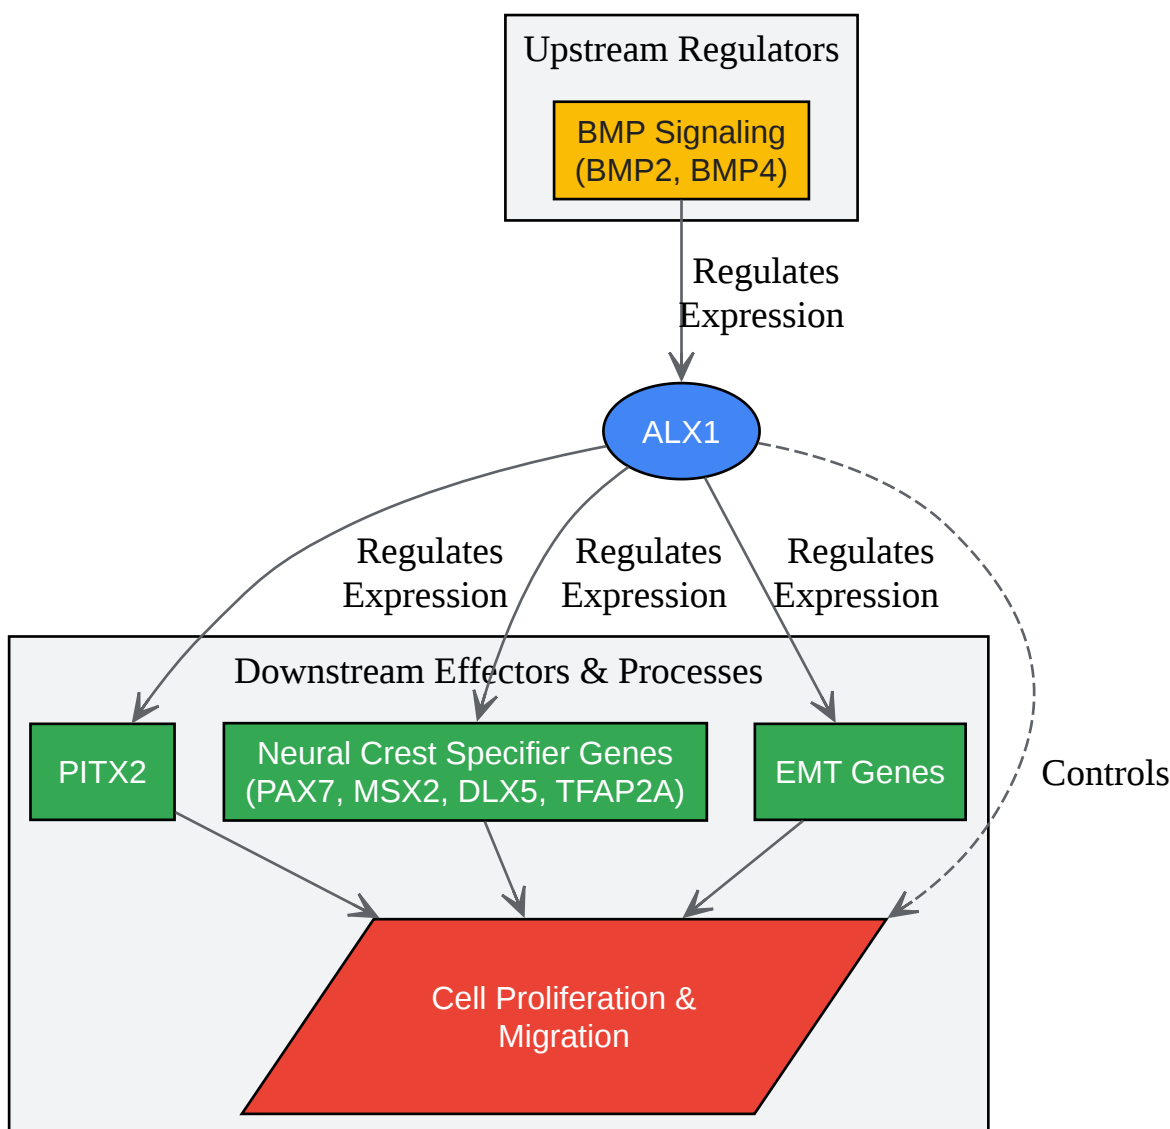 Upstream Regulators
BMP Signaling
(BMP2, BMP4)
Regulates
Expression
ALX1
Regulates
Expression
Regulates
Expression
Regulates
Expression
Downstream Effectors & Processes
PITX2
Neural Crest Specifier Genes
(PAX7, MSX2, DLX5, TFAP2A)
EMT Genes
Controls
Cell Proliferation &
Migration